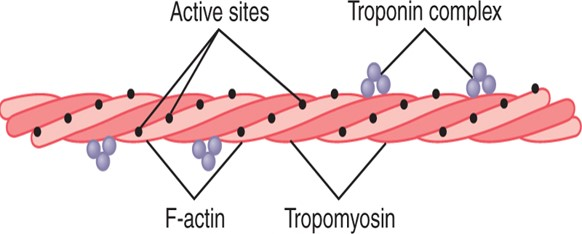 Active sites
Troponin complex
F-actin
Tropomyosin